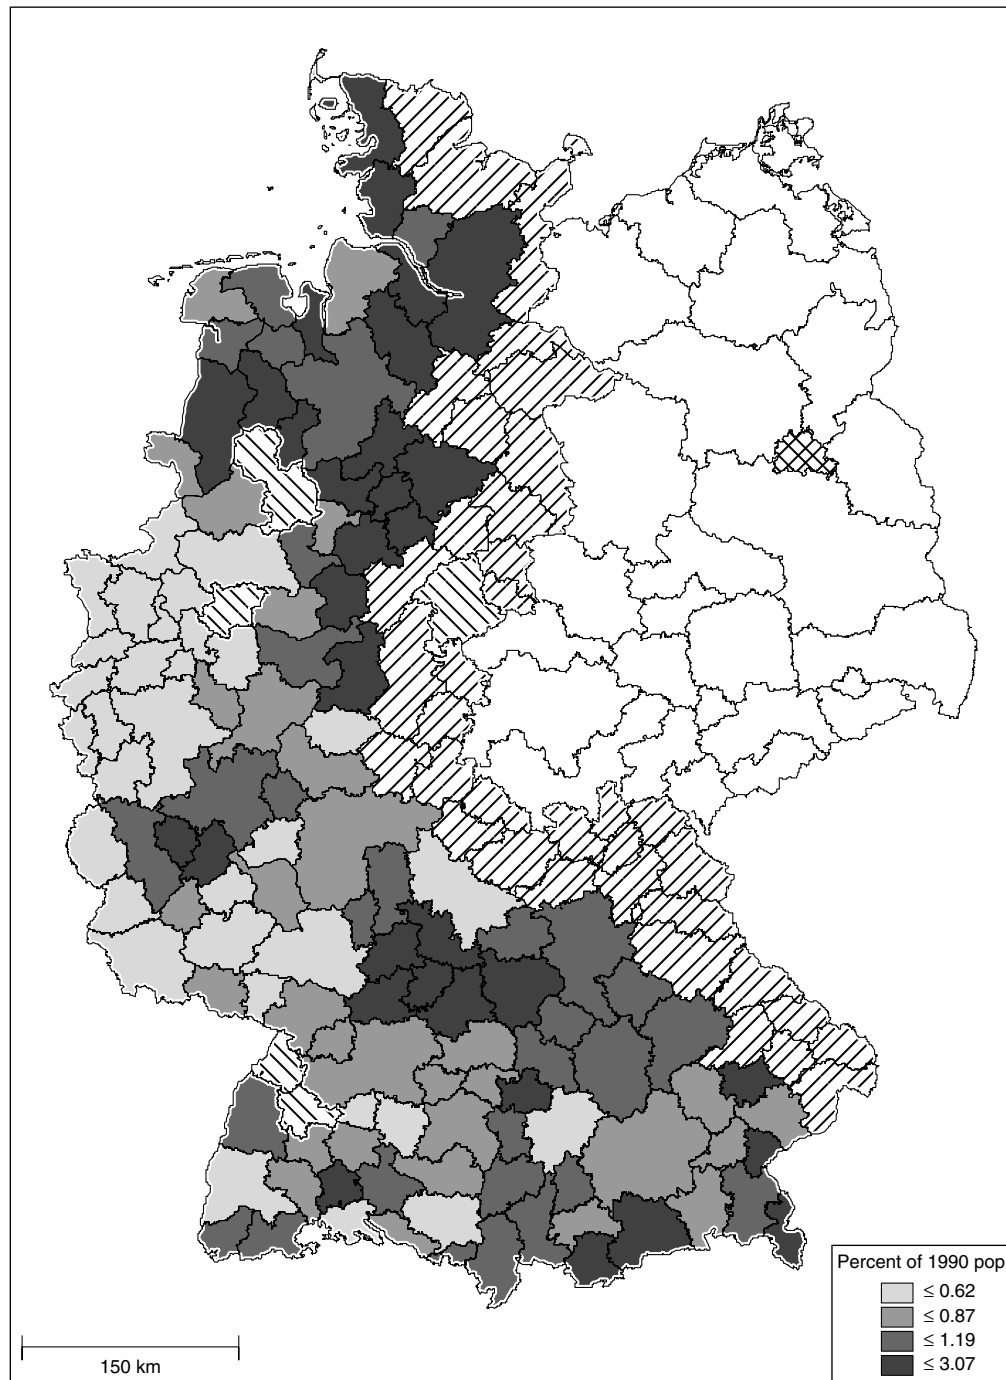 Percent of 1990 pop
≤ 0.62
≤ 0.87
≤ 1.19
≤ 3.07
150 km